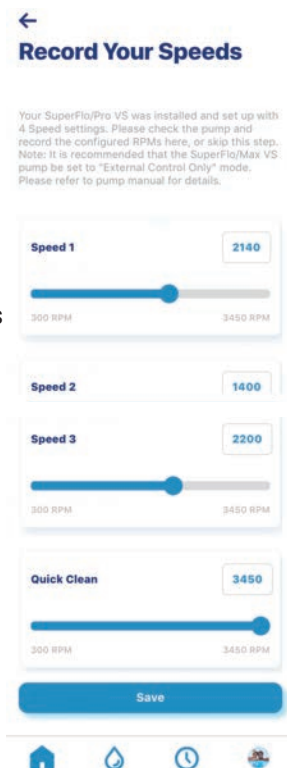 Record Your Speeds
Your SuperFlo/Pro VS was installed and set up with
4 Speed settings. Please check the pump and
record the configured RPMs here, or skip this step.
Note: It is recommended that the SuperFlo/Max VS
pump be set to "External Control Only" mode.
Please refer to pump manual for details.
Speed 1 2140
s
300 RPM 3450 RPM
Speed 2 1400
Speed 3 2200
300 RPM 3450 RPM
Quick Clean 3450
300 RPM 3450 RPM
Save